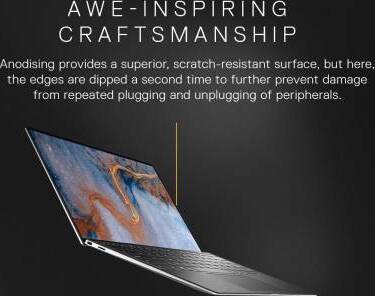 AWE-INSPIRING
CRAFTSMANSHIP
Anodising provides a superior, scratch-resistant surface, but here,
the edges are dipped a second time to further prevent damage
from repeated plugging and unplugging of peripherals.